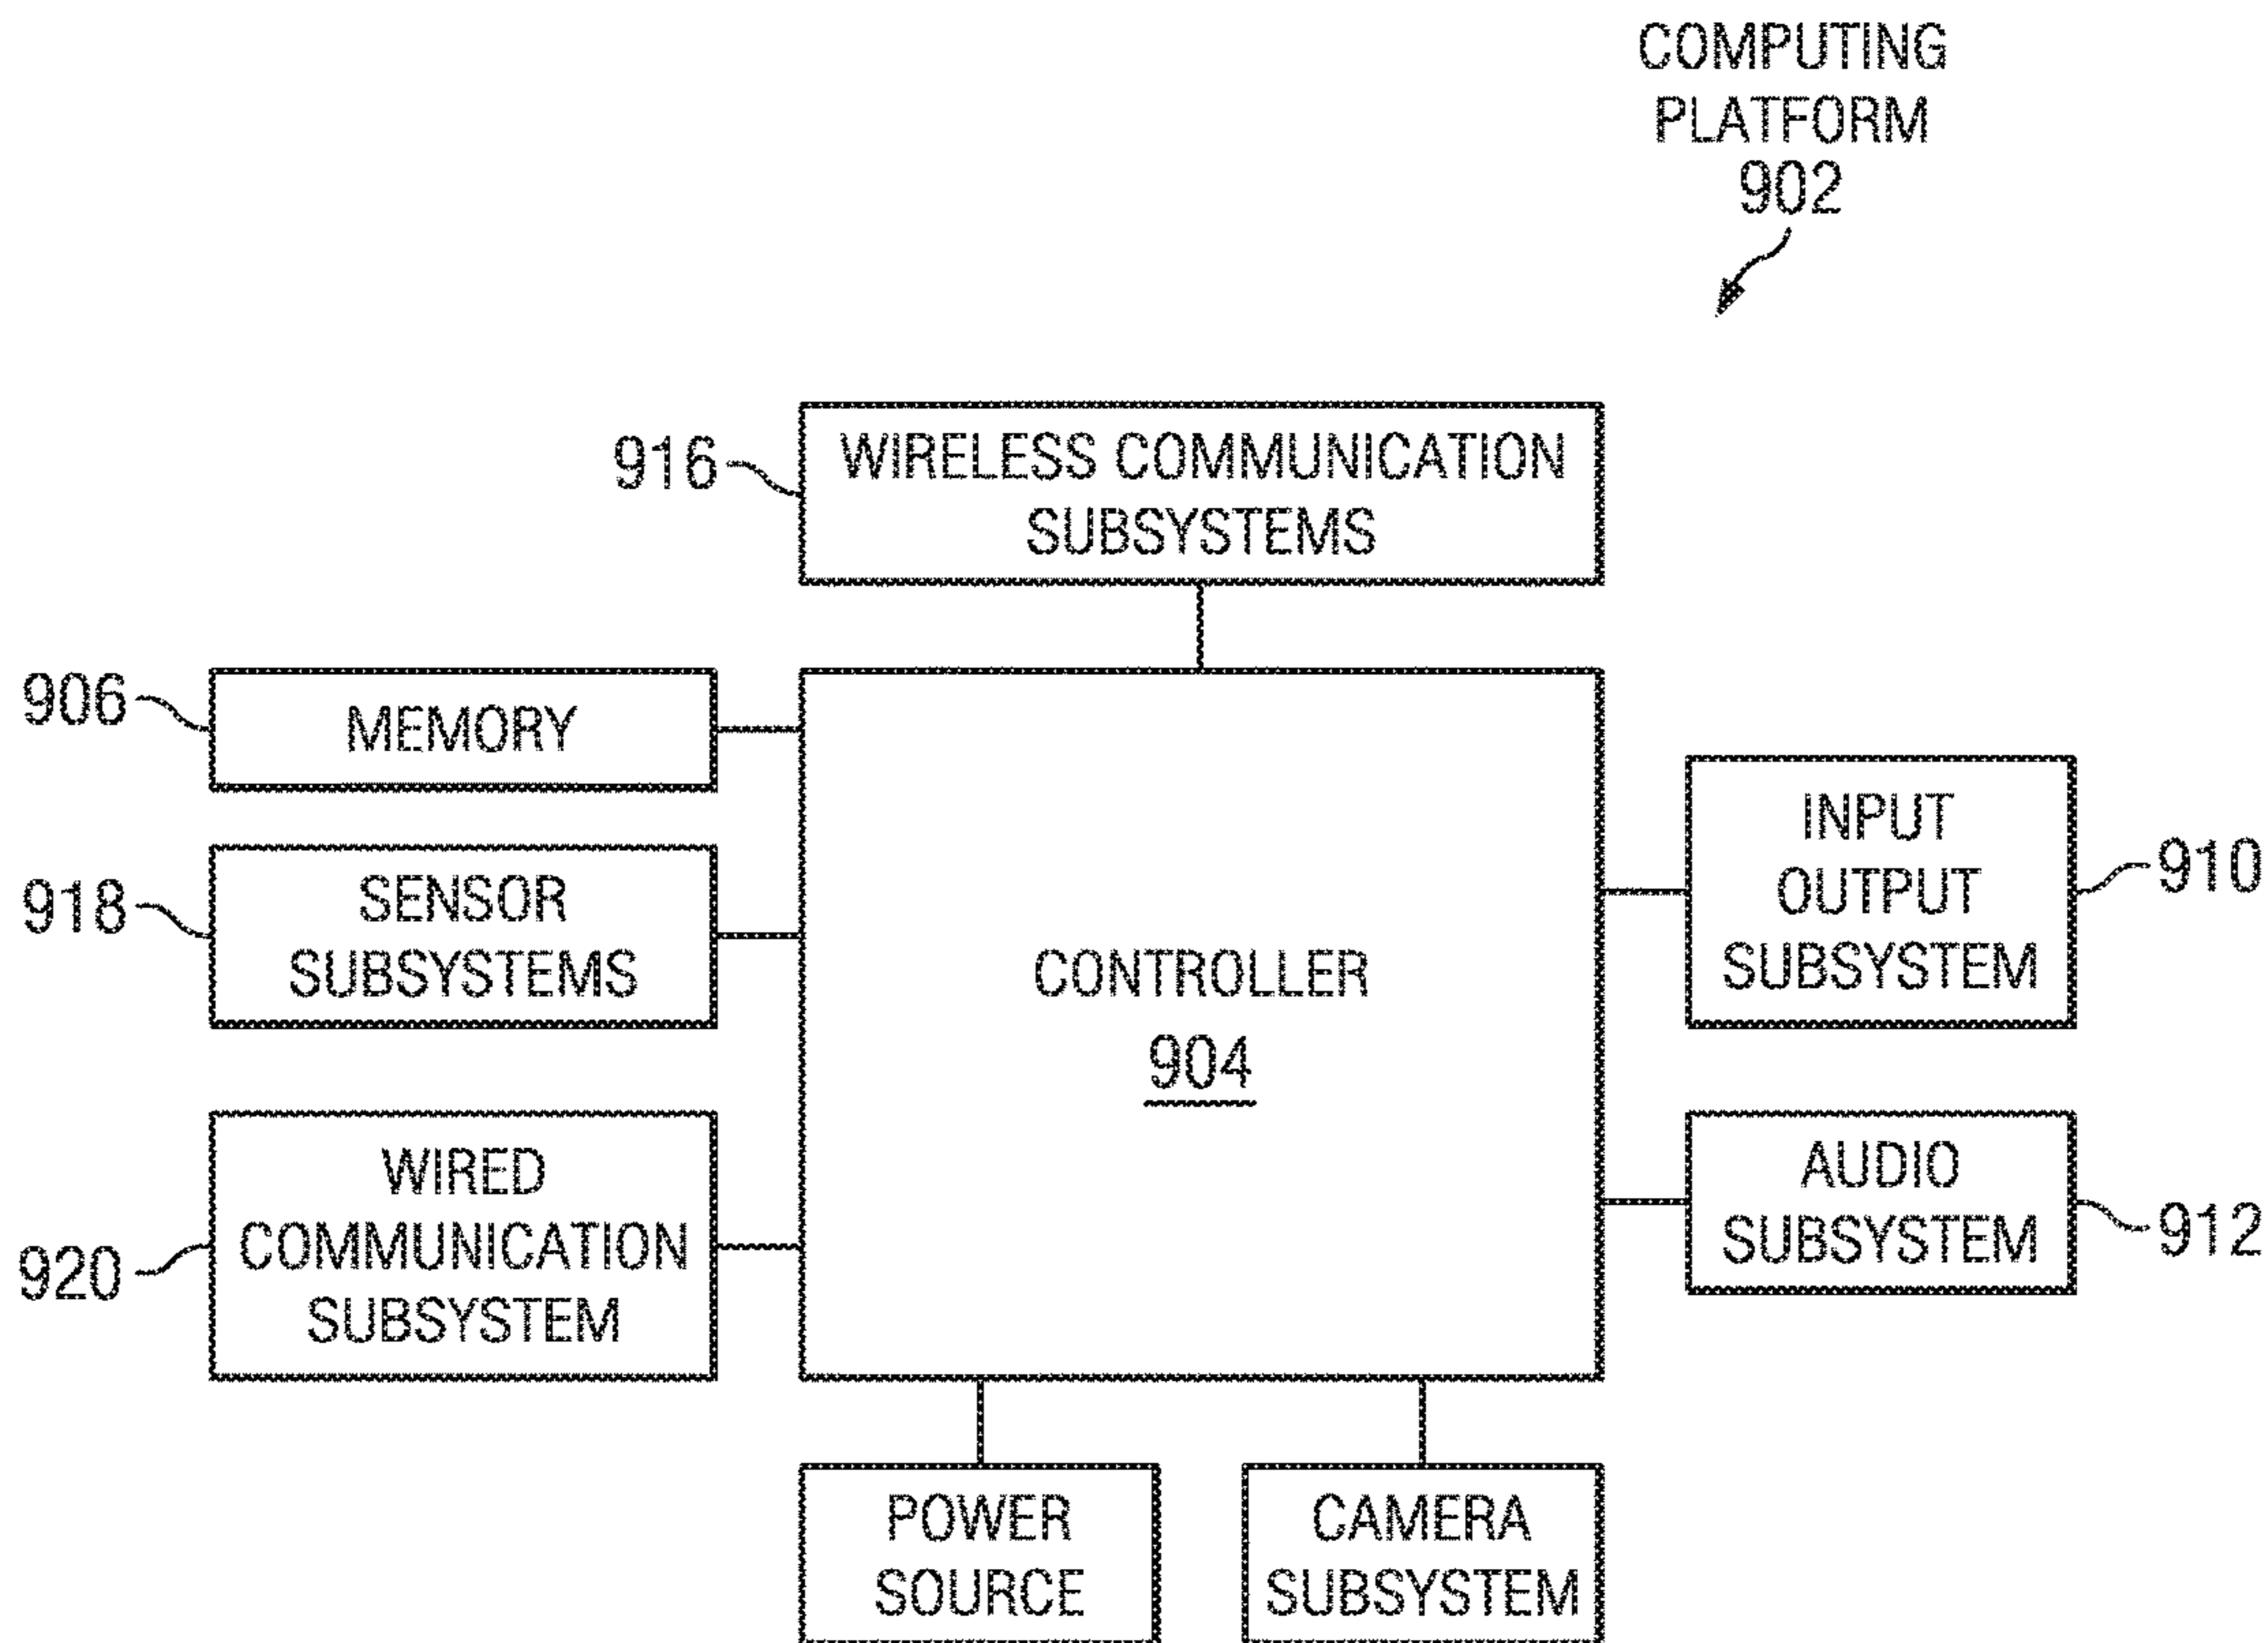 COMPUTING
PLATFORM
902
916
WIRELESS COMMUNICATION
SUBSYSTEMS
906
MEMORY
918
SENSOR
SUBSYSTEMS
920
WIRED
COMMUNICATION
SUBSYSTEM
CONTROLLER
904
INPUT
OUTPUT
SUBSYSTEM
910
AUDIO
SUBSYSTEM
912
POWER
SOURCE
CAMERA
SUBSYSTEM